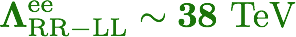 Λ^{ee}_{RR−LL} ∼ 38 TeV